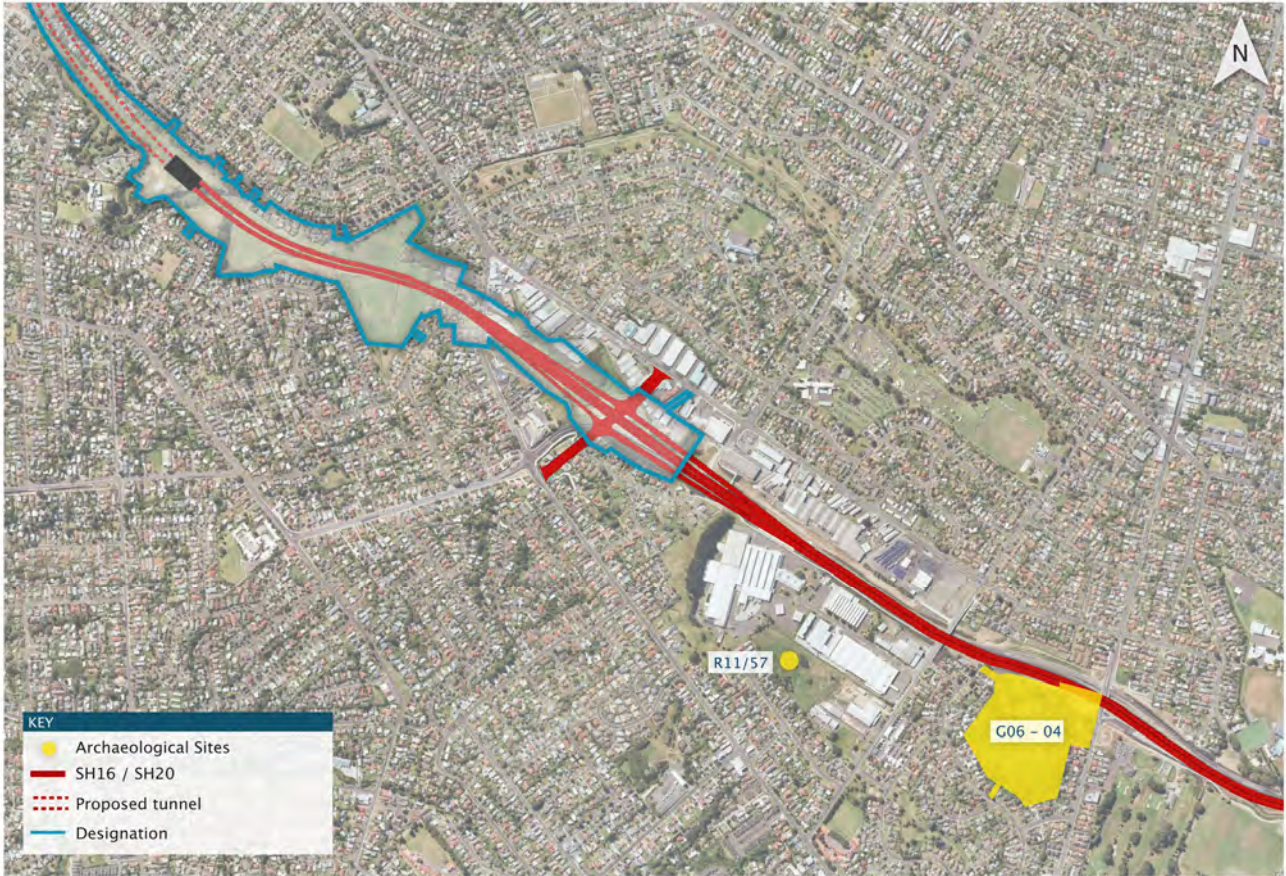 N
R11/57
G06 - 04
KEY
Archaeological Sites
SH16 / SH20
Proposed tunnel
Designation